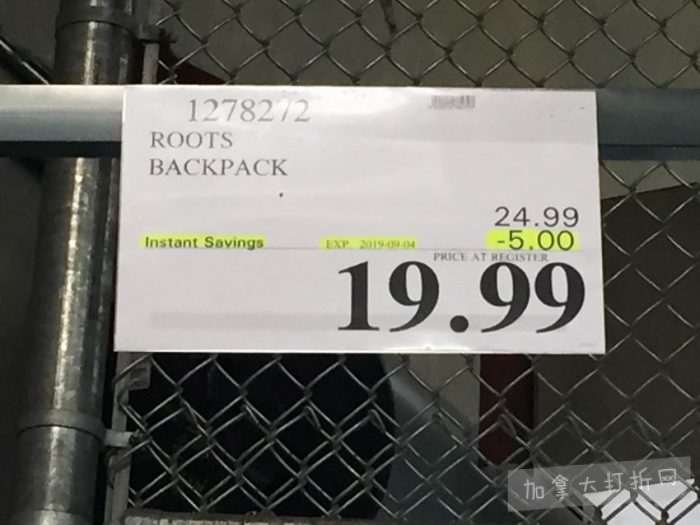 1278272
ROOTS
BACKPACK
24.99
Instant Savings EXP. 2019-09-04 -5.00
PRICE AT REGISTER
19.99
加拿大打折网